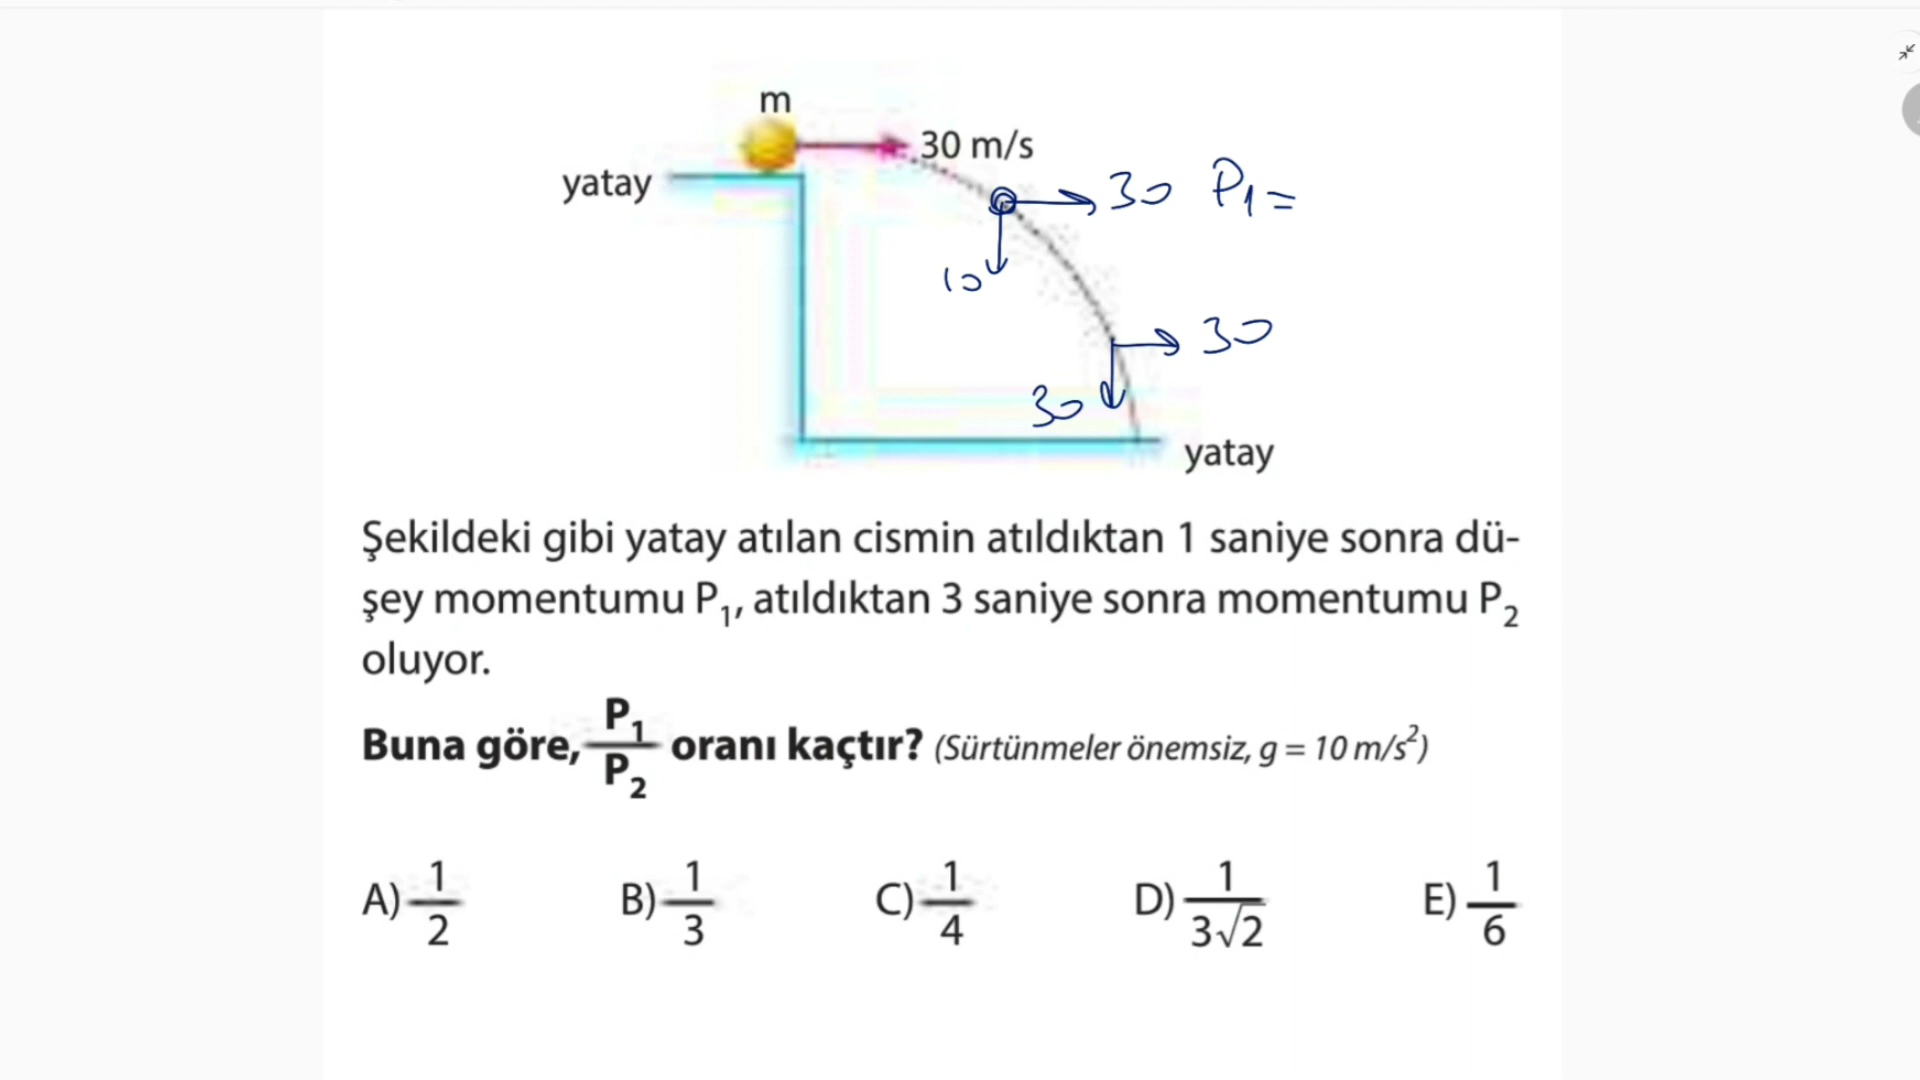 m
30 m/s
yatay
30 P₁=
10
30
30
yatay
Şekildeki gibi yatay atılan cismin atıldıktan 1 saniye sonra dü-
şey momentumu P₁, atıldıktan 3 saniye sonra momentumu P₂
oluyor.
Buna göre, P₁/P₂ oranı kaçtır? (Sürtünmeler önemsiz, g = 10 m/s²)
A) 1/2 B) 1/3 C) 1/4 D) 1/3√2 E) 1/6